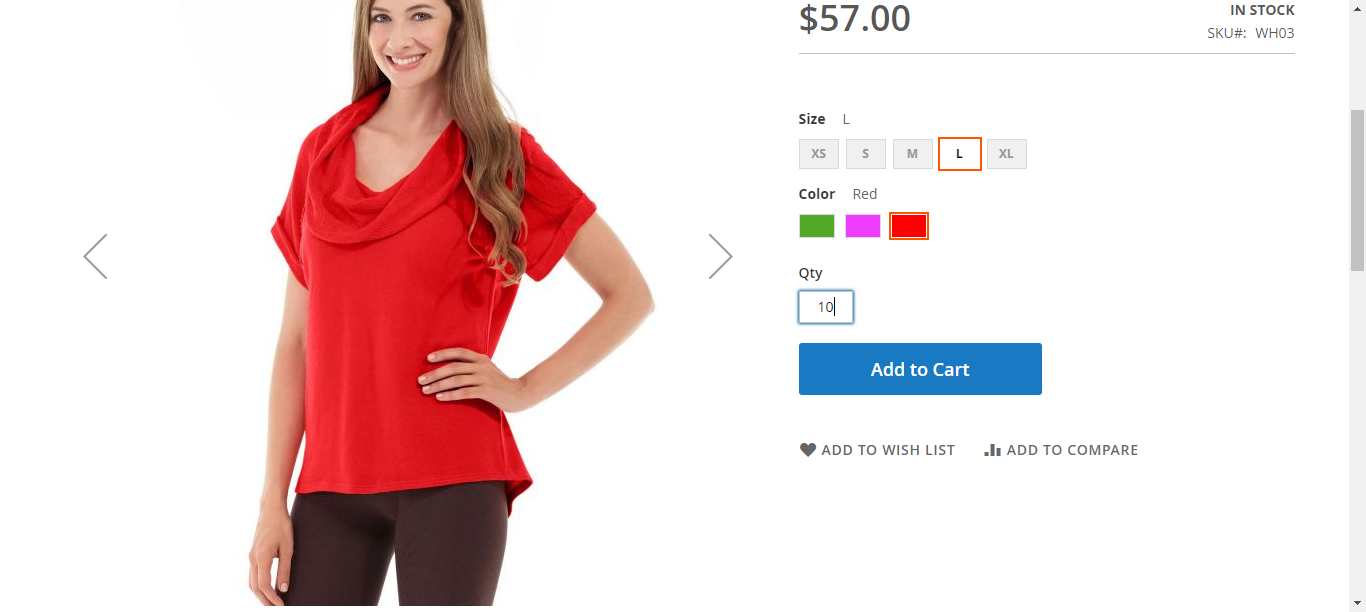 $57.00
IN STOCK
SKU#: WH03
Size L
XS S M L XL
Color Red
Qty
10
Add to Cart
ADD TO WISH LIST ADD TO COMPARE